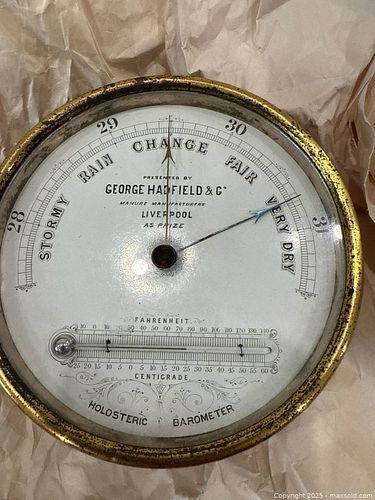 29 30
28 31
STORMY RAIN CHANGE FAIR VERY DRY
PRESENTED BY
GEORGE HADFIELD & Co
MANURE MANUFACTURERS
LIVERPOOL
AS PRIZE
FAHRENHEIT
CENTIGRADE
HOLOSTERIC BAROMETER
Copyright 2025 - maxsold.com